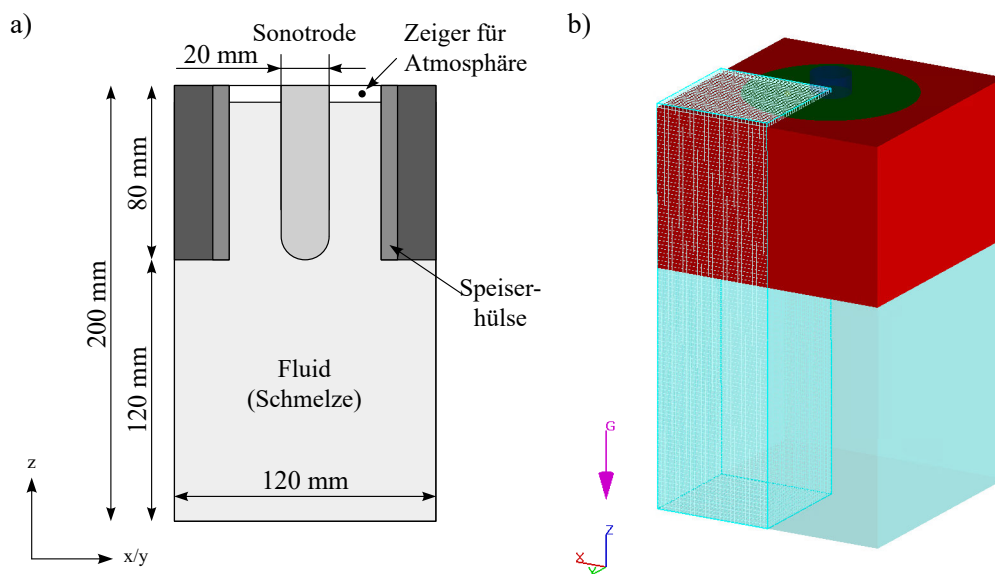 a)
Sonotrode
20 mm
Zeiger für
Atmosphäre
80 mm
200 mm
120 mm
Speiser-
hülse
Fluid
(Schmelze)
120 mm
z
x/y
b)
G
Z
X
Y